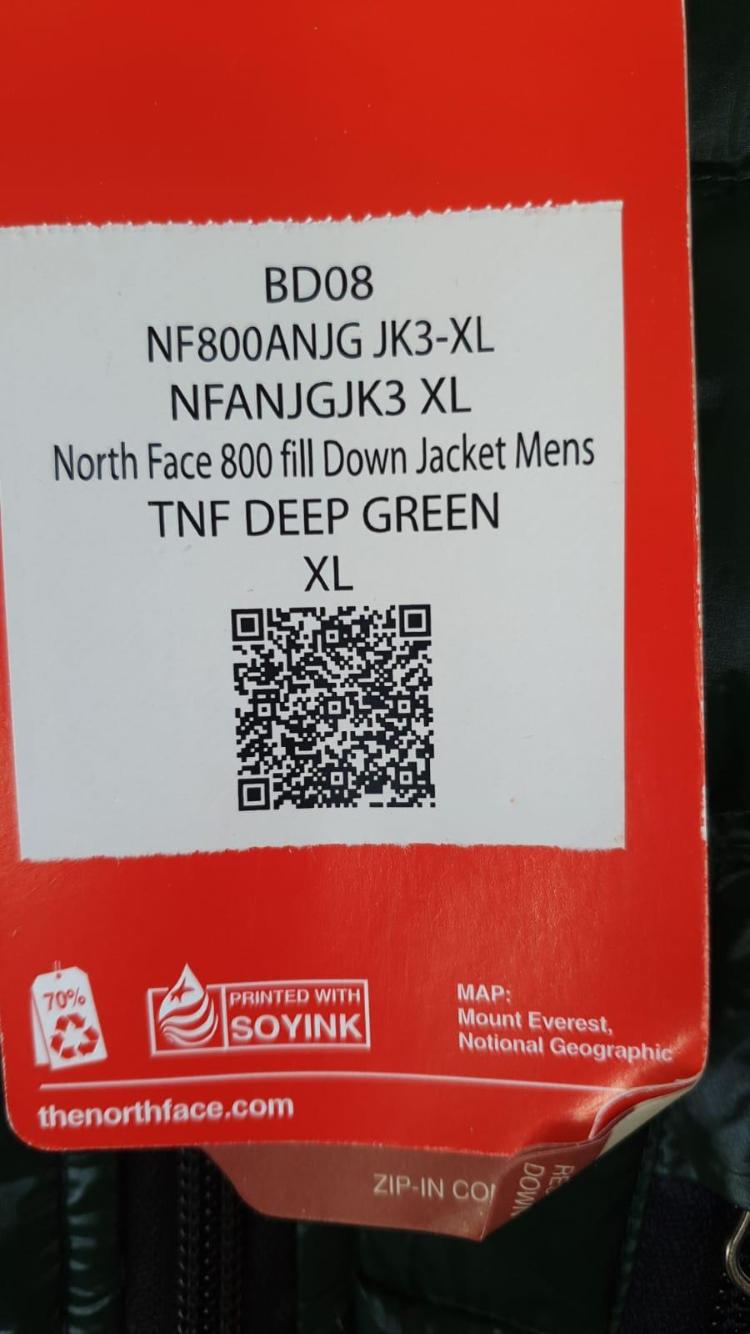 BD08
NF800ANJG JK3-XL
NFANJGJK3 XL
North Face 800 fill Down Jacket Mens
TNF DEEP GREEN
XL
70%
PRINTED WITH
SOYINK
MAP:
Mount Everest,
Notional Geographic
thenorthface.com
ZIP-IN
DOWN